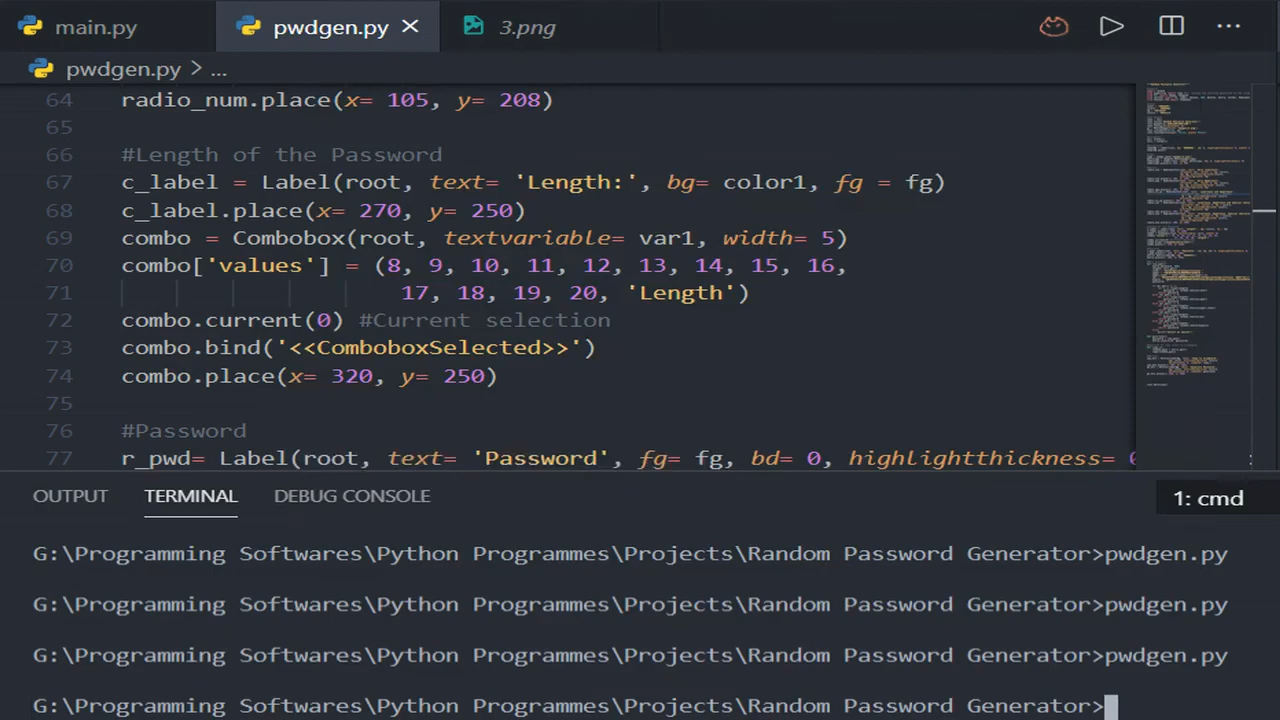 main.py pwdgen.py 3.png
pwdgen.py > ...
64 radio_num.place(x= 105, y= 208)
65
66 #Length of the Password
67 c_label = Label(root, text= 'Length:', bg= color1, fg = fg)
68 c_label.place(x= 270, y= 250)
69 combo = Combobox(root, textvariable= var1, width= 5)
70 combo['values'] = (8, 9, 10, 11, 12, 13, 14, 15, 16,
71 17, 18, 19, 20, 'Length')
72 combo.current(0) #Current selection
73 combo.bind('<<ComboboxSelected>>')
74 combo.place(x= 320, y= 250)
75
76 #Password
77 r_pwd= Label(root, text= 'Password', fg= fg, bd= 0, highlightthickness=
OUTPUT TERMINAL DEBUG CONSOLE 1: cmd
G:\Programming Softwares\Python Programmes\Projects\Random Password Generator>pwdgen.py
G:\Programming Softwares\Python Programmes\Projects\Random Password Generator>pwdgen.py
G:\Programming Softwares\Python Programmes\Projects\Random Password Generator>pwdgen.py
G:\Programming Softwares\Python Programmes\Projects\Random Password Generator>